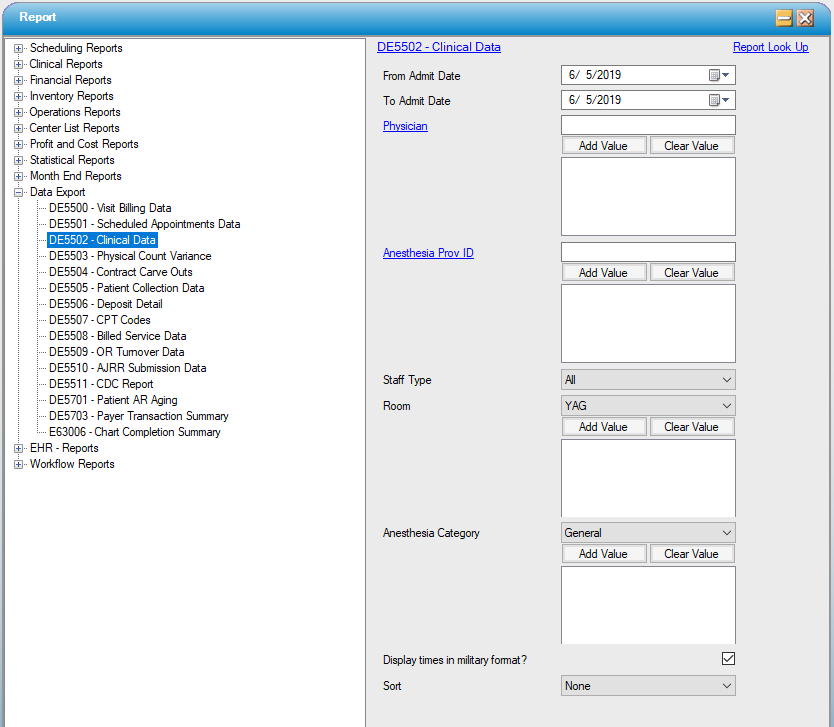 Report
Scheduling Reports
Clinical Reports
Financial Reports
Inventory Reports
Operations Reports
Center List Reports
Profit and Cost Reports
Statistical Reports
Month End Reports
Data Export
DE5500 - Visit Billing Data
DE5501 - Scheduled Appointments Data
DE5502 - Clinical Data
DE5503 - Physical Count Variance
DE5504 - Contract Carve Outs
DE5505 - Patient Collection Data
DE5506 - Deposit Detail
DE5507 - CPT Codes
DE5508 - Billed Service Data
DE5509 - OR Turnover Data
DE5510 - AJRR Submission Data
DE5511 - CDC Report
DE5701 - Patient AR Aging
DE5703 - Payer Transaction Summary
E63006 - Chart Completion Summary
EHR - Reports
Workflow Reports
DE5502 - Clinical Data Report Look Up
From Admit Date 6/ 5/2019
To Admit Date 6/ 5/2019
Physician
Add Value Clear Value
Anesthesia Prov ID
Add Value Clear Value
Staff Type All
Room YAG
Add Value Clear Value
Anesthesia Category General
Add Value Clear Value
Display times in military format?
Sort None